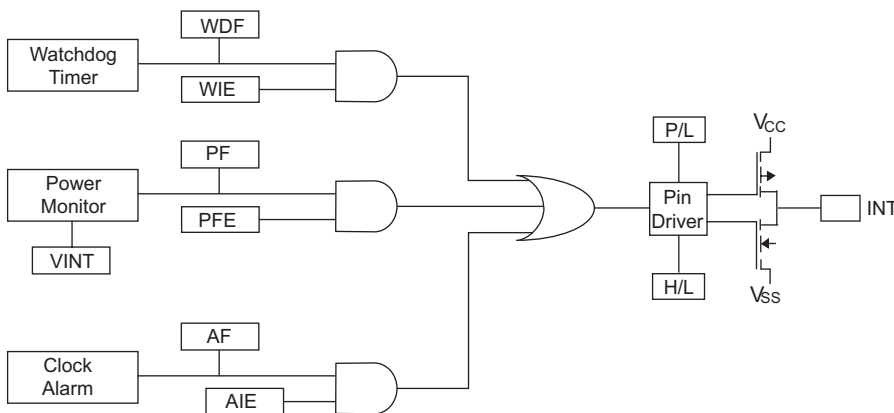 WDF
Watchdog
Timer
WIE
P/L
VCC
PF
Power
Monitor
PFE
Pin
Driver
INT
VINT
H/L
VSS
AF
Clock
Alarm
AIE